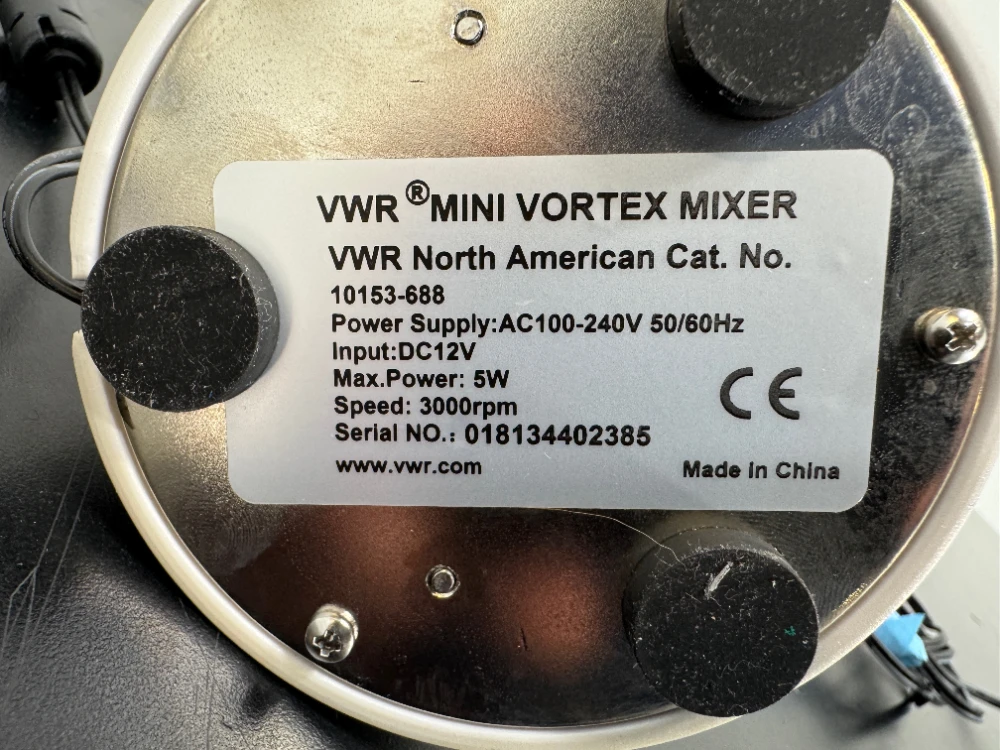 VWR®MINI VORTEX MIXER
VWR North American Cat. No.
10153-688
Power Supply:AC100-240V 50/60Hz
Input:DC12V
Max.Power: 5W
Speed: 3000rpm
CE
Serial NO.: 018134402385
www.vwr.com
Made in China